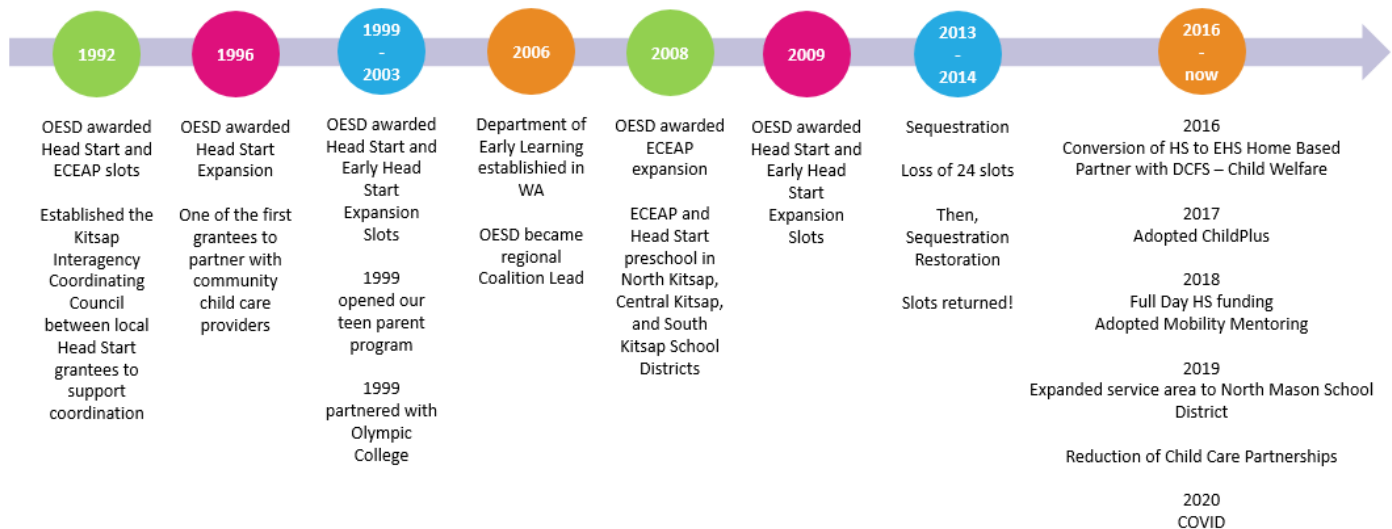 1992
OESD awarded
Head Start and
ECEAP slots
Established the
Kitsap
Interagency
Coordinating
Council
between local
Head Start
grantees to
support
coordination
1996
OESD awarded
Head Start
Expansion
One of the first
grantees to
partner with
community
child care
providers
1999
-
2003
OESD awarded
Head Start and
Early Head
Start
Expansion
Slots
1999
opened our
teen parent
program
1999
partnered with
Olympic
College
2006
Department of
Early Learning
establishied in
WA
OESD became
regional
Coalition Lead
2008
OESD awarded
ECEAP
expansion
ECEAP and
Head Start
preschool in
North Kitsap,
Central Kitsap,
and South
Kitsap School
Districts
2009
OESD awarded
Head Start and
Early Head
Start
Expansion
Slots
2013
-
2014
Sequestration
Loss of 24 slots
Then,
Sequestration
Restoration
Slots returned!
2016
-
now
2016
Conversion of HS to EHS Home Based
Partner with DCFS – Child Welfare
2017
Adopted ChildPlus
2018
Full Day HS funding
Adopted Mobility Mentoring
2019
Expanded service area to North Mason School
District
Reduction of Child Care Partnerships
2020
COVID